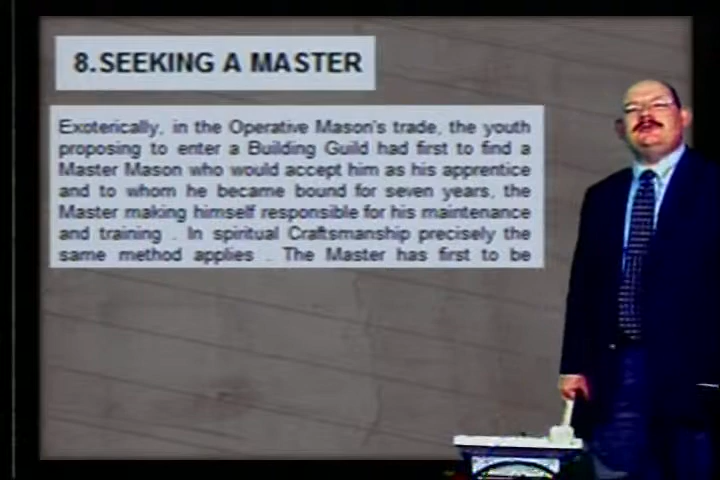 8.SEEKING A MASTER
Exoterically, in the Operative Mason's trade, the youth
proposing to enter a Building Guild had first to find a
Master Mason who would accept him as his apprentice
and to whom he became bound for seven years, the
Master making himself responsible for his maintenance
and training . In spiritual Craftsmanship precisely the
same method applies . The Master has first to be